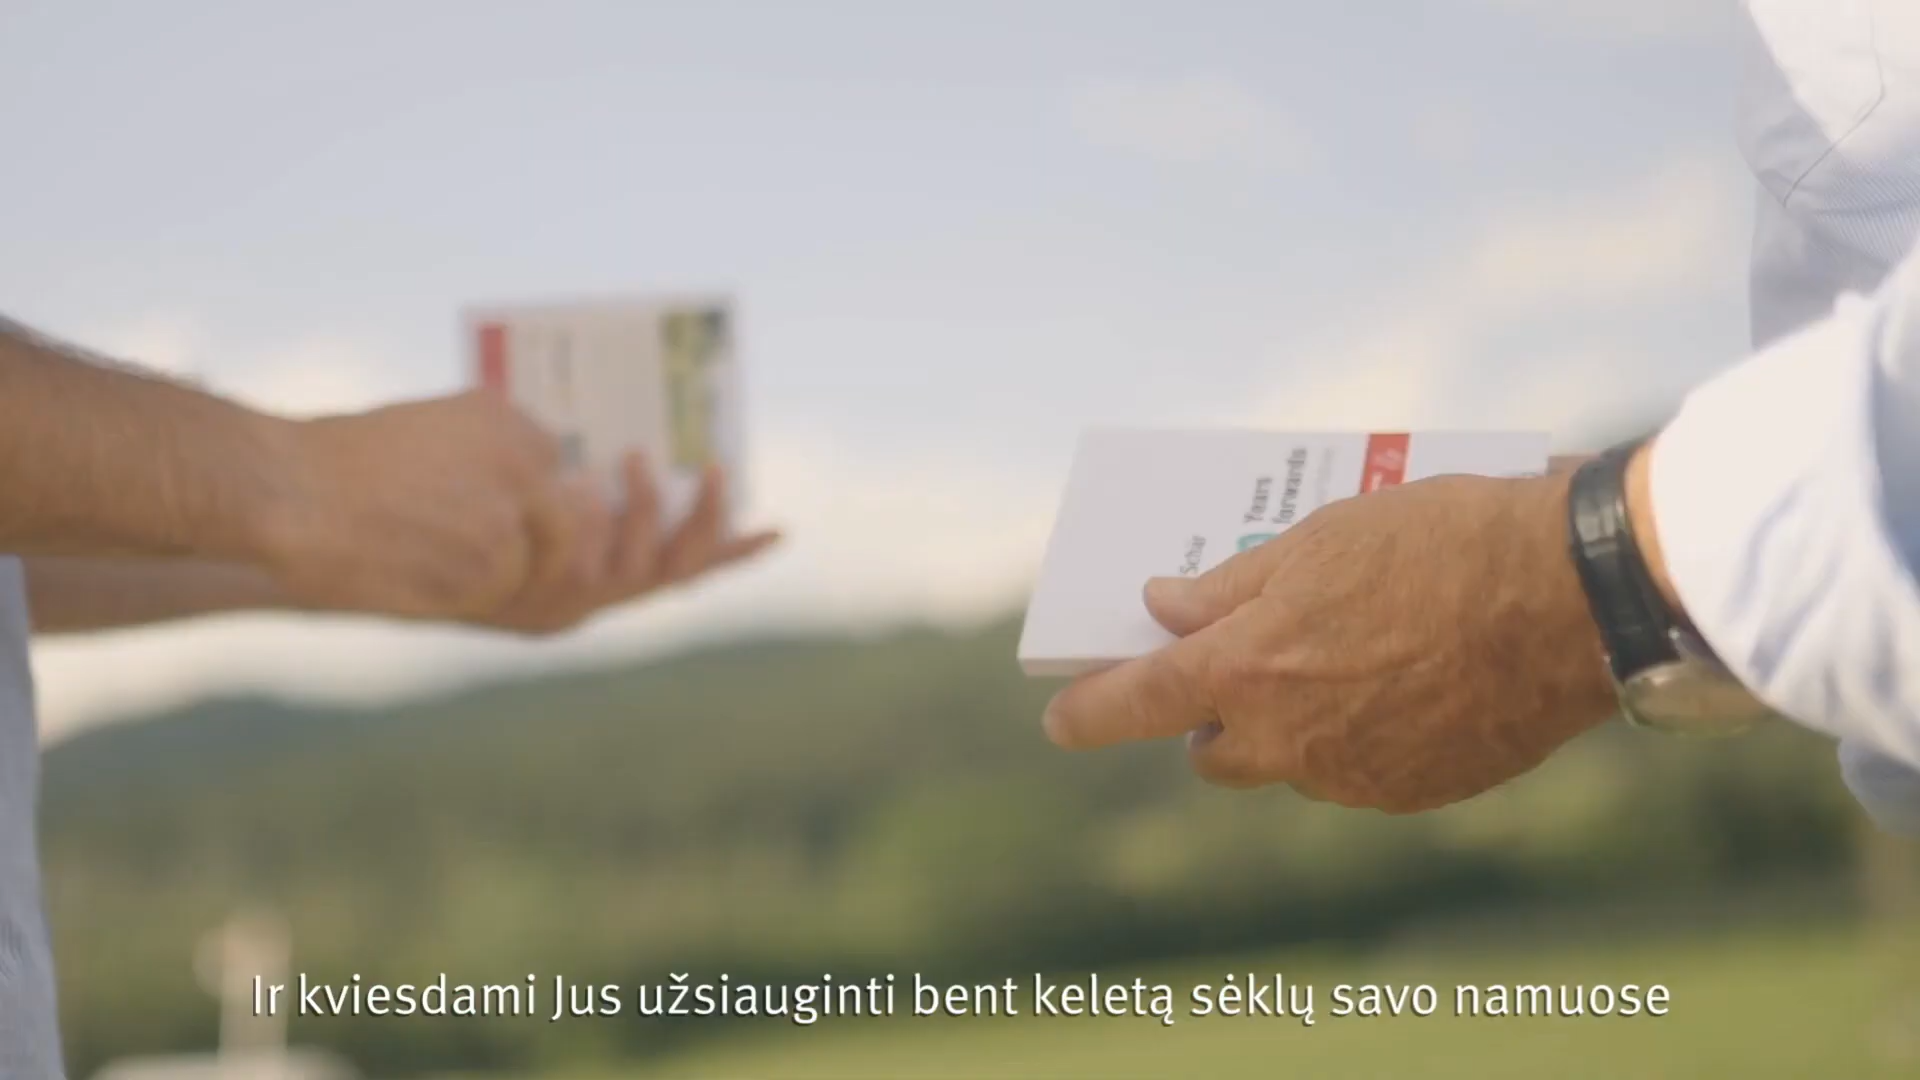 Schär
Years
forwards
Ir kviesdami Jus užsiauginti bent keletą sėklų savo namuose